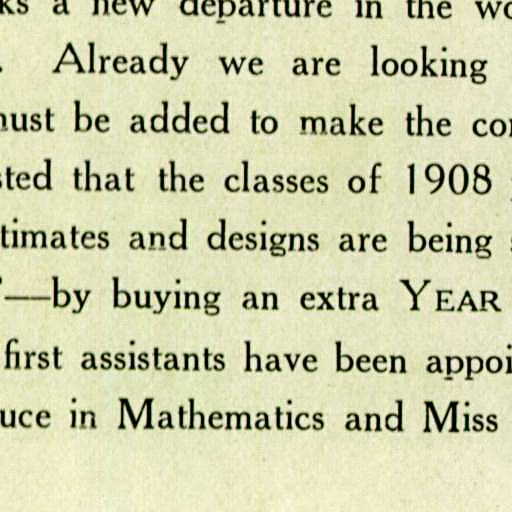 ks a new departure in the wo
. Already we are looking
nust be added to make the con
sted that the classes of 1908
timates and designs are being s
"—by buying an extra YEAR
first assistants have been appoi
uce in Mathematics and Miss